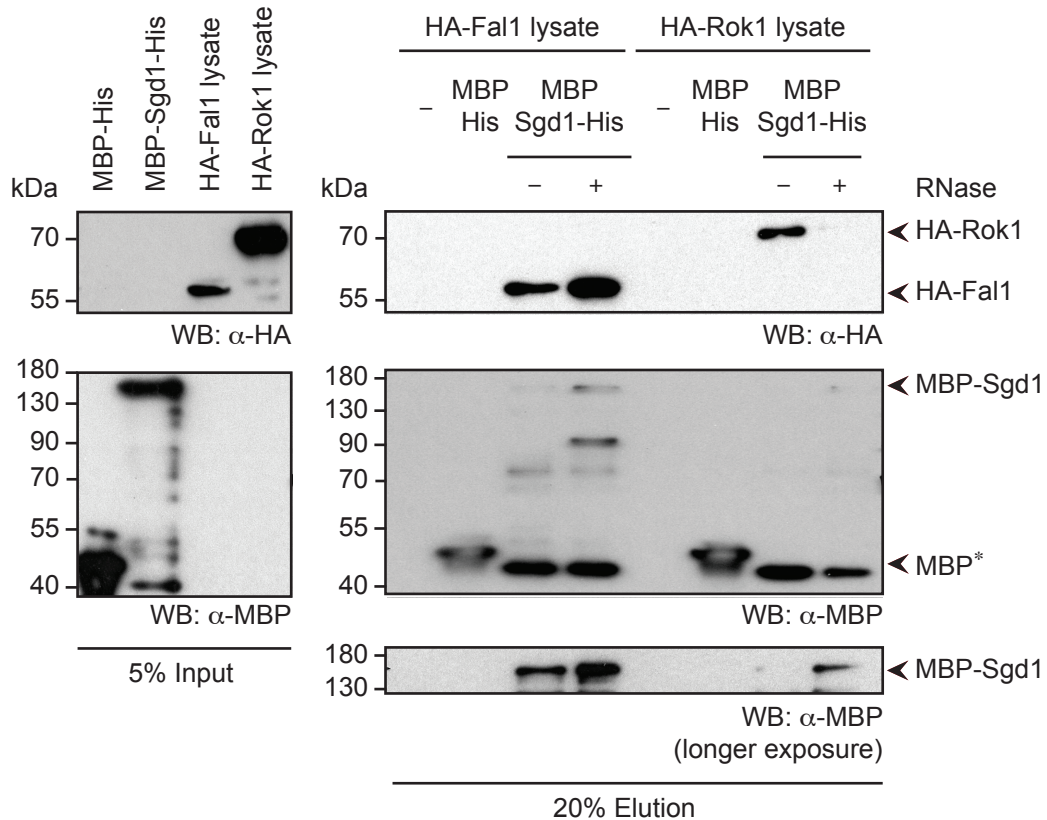 MBP-His
MBP-Sgd1-His
HA-Fal1 lysate
HA-Rok1 lysate
HA-Fal1 lysate
HA-Rok1 lysate
– MBP His
MBP Sgd1-His
– MBP His
MBP Sgd1-His
kDa
kDa
– +
– +
RNase
70
55
WB: α-HA
70
55
HA-Rok1
HA-Fal1
WB: α-HA
180
130
90
70
55
40
WB: α-MBP
5% Input
180
130
90
70
55
40
MBP-Sgd1
MBP*
WB: α-MBP
180
130
MBP-Sgd1
WB: α-MBP
(longer exposure)
20% Elution